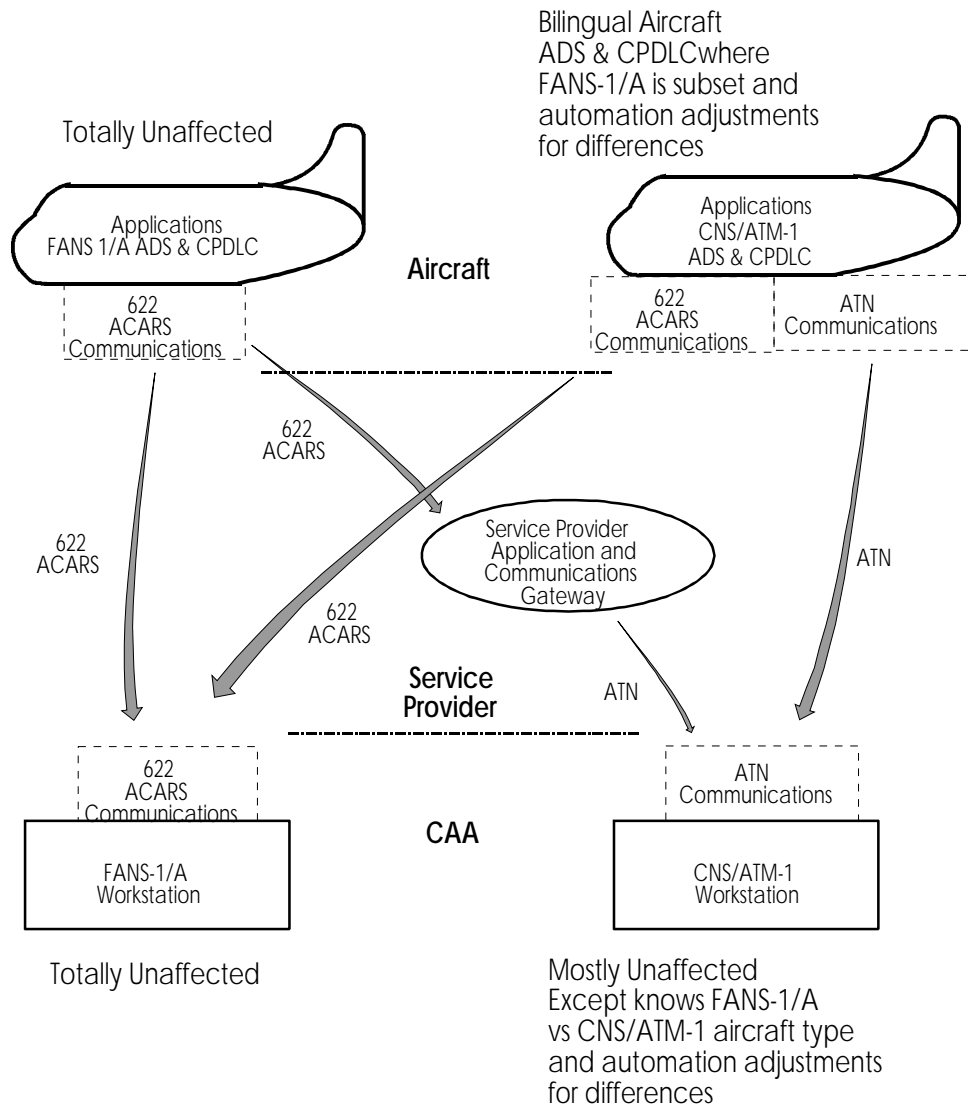 Bilingual Aircraft
ADS & CPDLCwhere
FANS-1/A is subset and
automation adjustments
for differences
Totally Unaffected
Applications
FANS 1/A ADS & CPDLC
Applications
CNS/ATM-1
ADS & CPDLC
Aircraft
622
ACARS
Communications
622
ACARS
Communications
ATN
Communications
622
ACARS
622
ACARS
Service Provider
Application and
Communications
Gateway
ATN
622
ACARS
Service
Provider
ATN
622
ACARS
Communications
ATN
Communications
CAA
FANS-1/A
Workstation
CNS/ATM-1
Workstation
Totally Unaffected
Mostly Unaffected
Except knows FANS-1/A
vs CNS/ATM-1 aircraft type
and automation adjustments
for differences